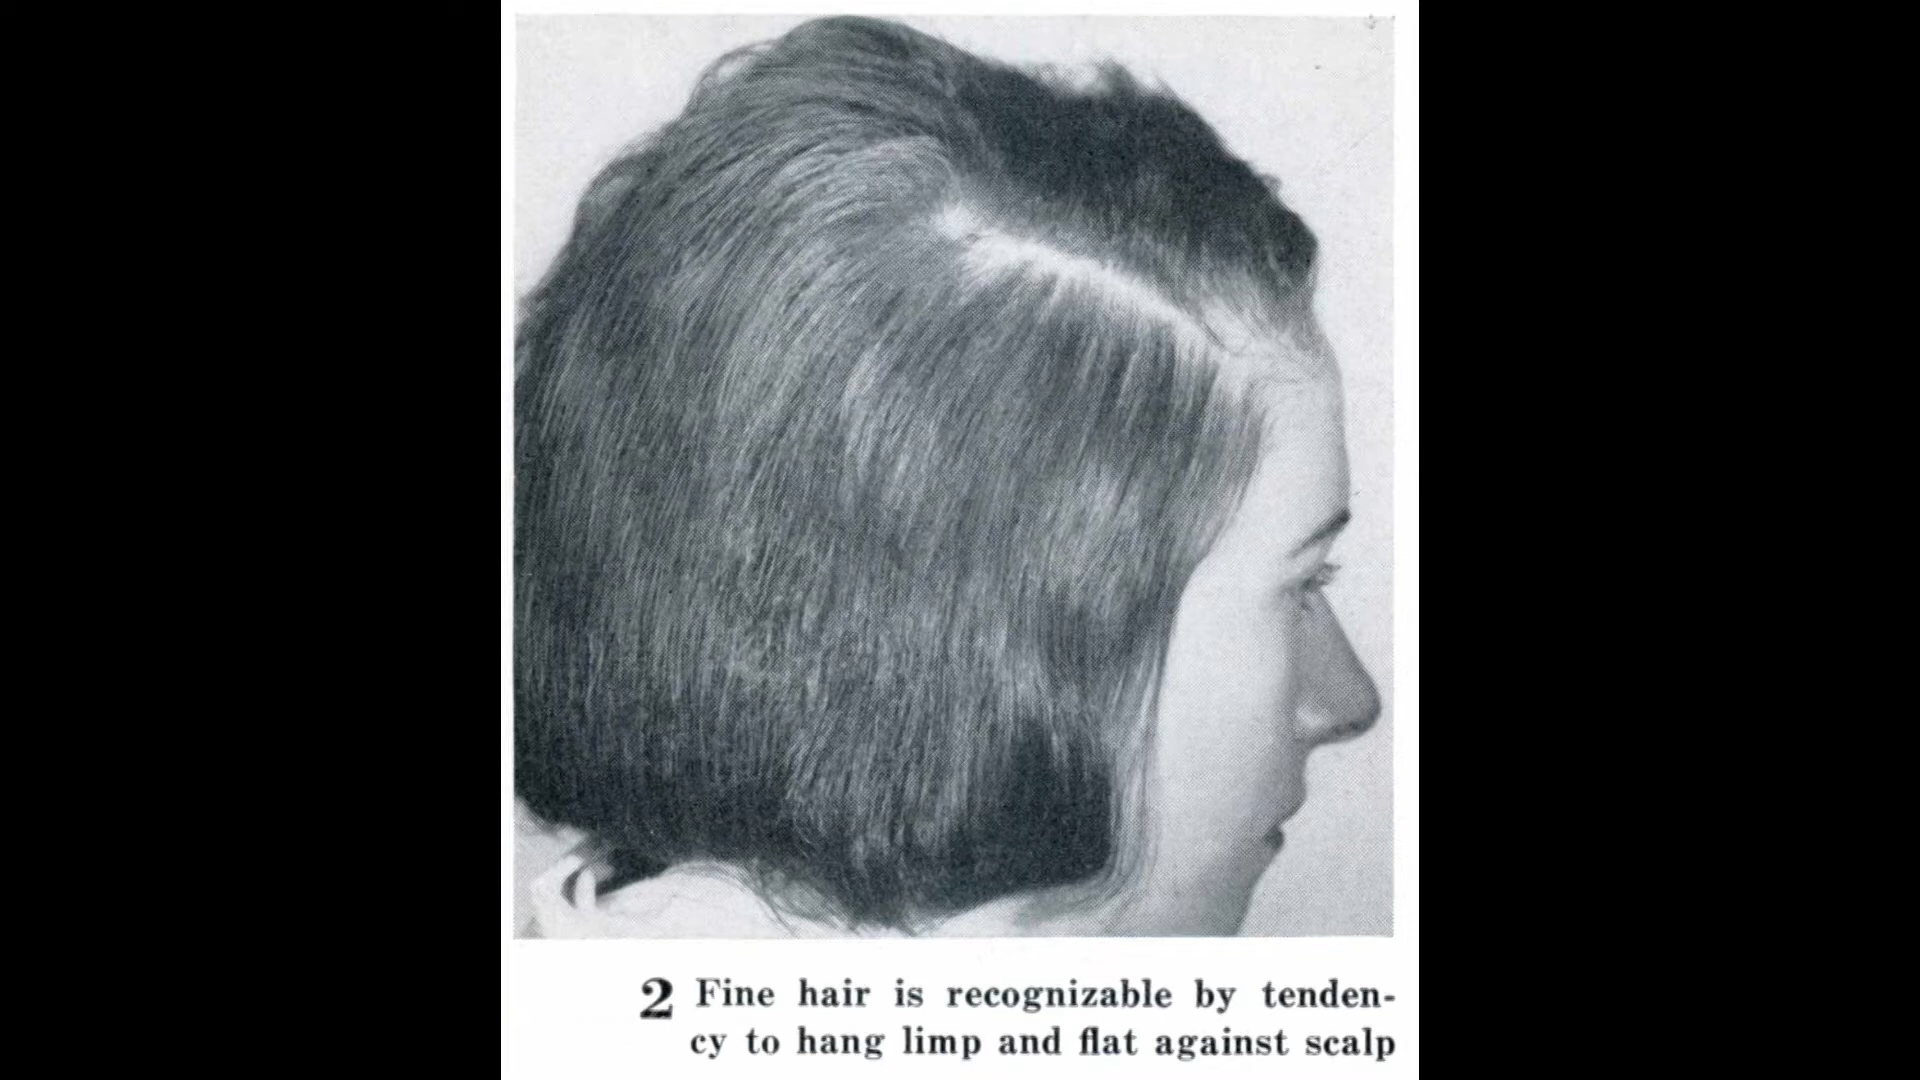 2 Fine hair is recognizable by tenden-
cy to hang limp and flat against scalp